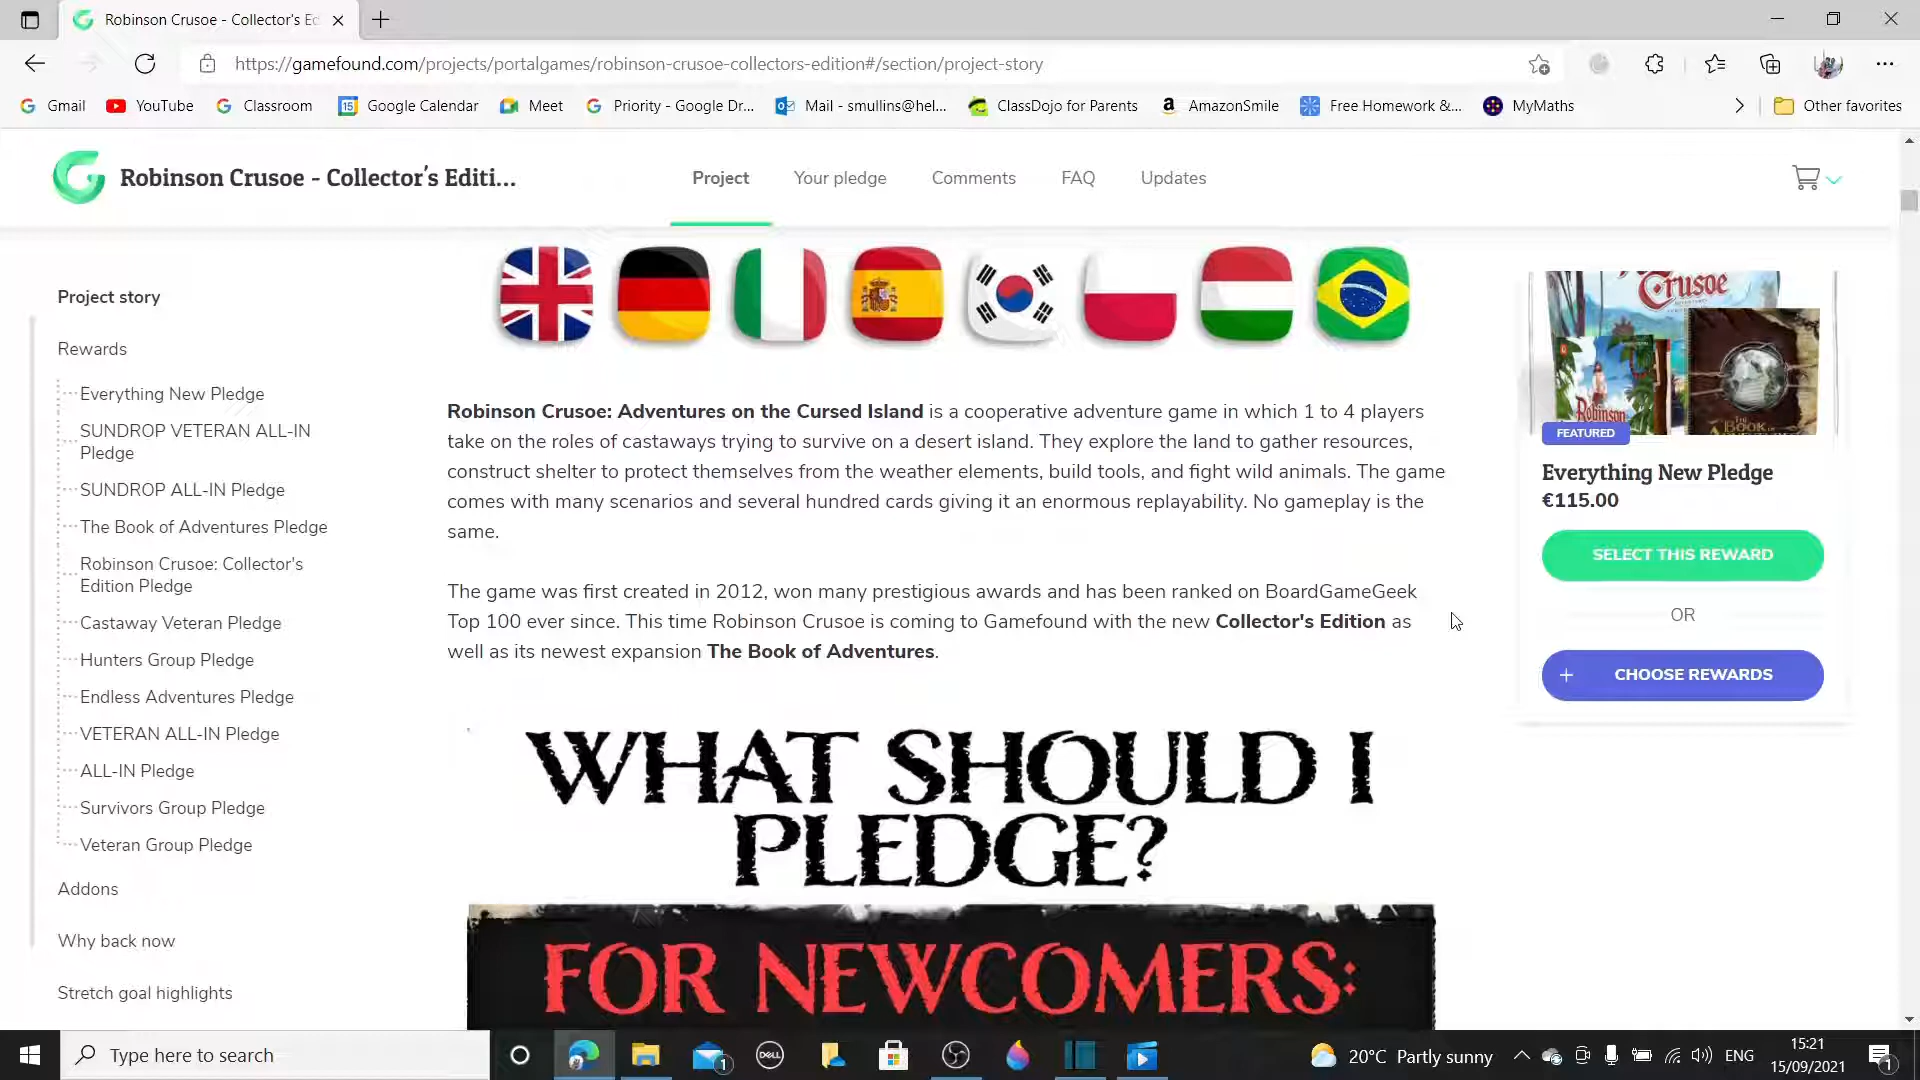 Robinson Crusoe - Collector's Ed
https://gamefound.com/projects/portalgames/robinson-crusoe-collectors-edition#/section/project-story
Gmail YouTube Classroom Google Calendar Meet Priority - Google Dr... Mail - smullins@hel... ClassDojo for Parents AmazonSmile Free Homework &... MyMaths Other favorites
Robinson Crusoe - Collector's Editi...
Project Your pledge Comments FAQ Updates
Project story
Rewards
Everything New Pledge
SUNDROP VETERAN ALL-IN
Pledge
SUNDROP ALL-IN Pledge
The Book of Adventures Pledge
Robinson Crusoe: Collector's
Edition Pledge
Castaway Veteran Pledge
Hunters Group Pledge
Endless Adventures Pledge
VETERAN ALL-IN Pledge
ALL-IN Pledge
Survivors Group Pledge
Veteran Group Pledge
Addons
Why back now
Stretch goal highlights
Robinson Crusoe: Adventures on the Cursed Island is a cooperative adventure game in which 1 to 4 players
take on the roles of castaways trying to survive on a desert island. They explore the land to gather resources,
construct shelter to protect themselves from the weather elements, build tools, and fight wild animals. The game
comes with many scenarios and several hundred cards giving it an enormous replayability. No gameplay is the
same.
The game was first created in 2012, won many prestigious awards and has been ranked on BoardGameGeek
Top 100 ever since. This time Robinson Crusoe is coming to Gamefound with the new Collector's Edition as
well as its newest expansion The Book of Adventures.
WHAT SHOULD I
PLEDGE?
FOR NEWCOMERS:
Crusoe
Robinson
THE BOOK OF
FEATURED
Everything New Pledge
€115.00
SELECT THIS REWARD
OR
+ CHOOSE REWARDS
Type here to search
1
DELL
20°C Partly sunny
ENG
15:21
15/09/2021
1